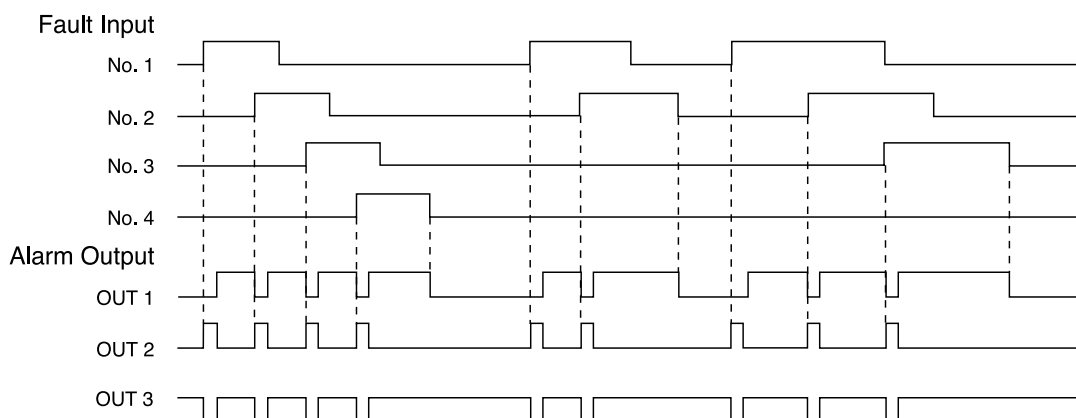 Fault Input
No. 1
No. 2
No. 3
No. 4
Alarm Output
OUT 1
OUT 2
OUT 3